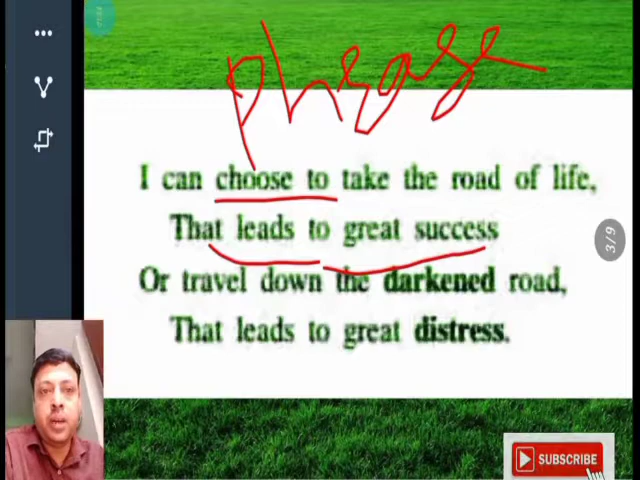 phrase
I can choose to take the road of life,
That leads to great success
3/9
Or travel down the darkened road,
That leads to great distress.
SUBSCRIBE